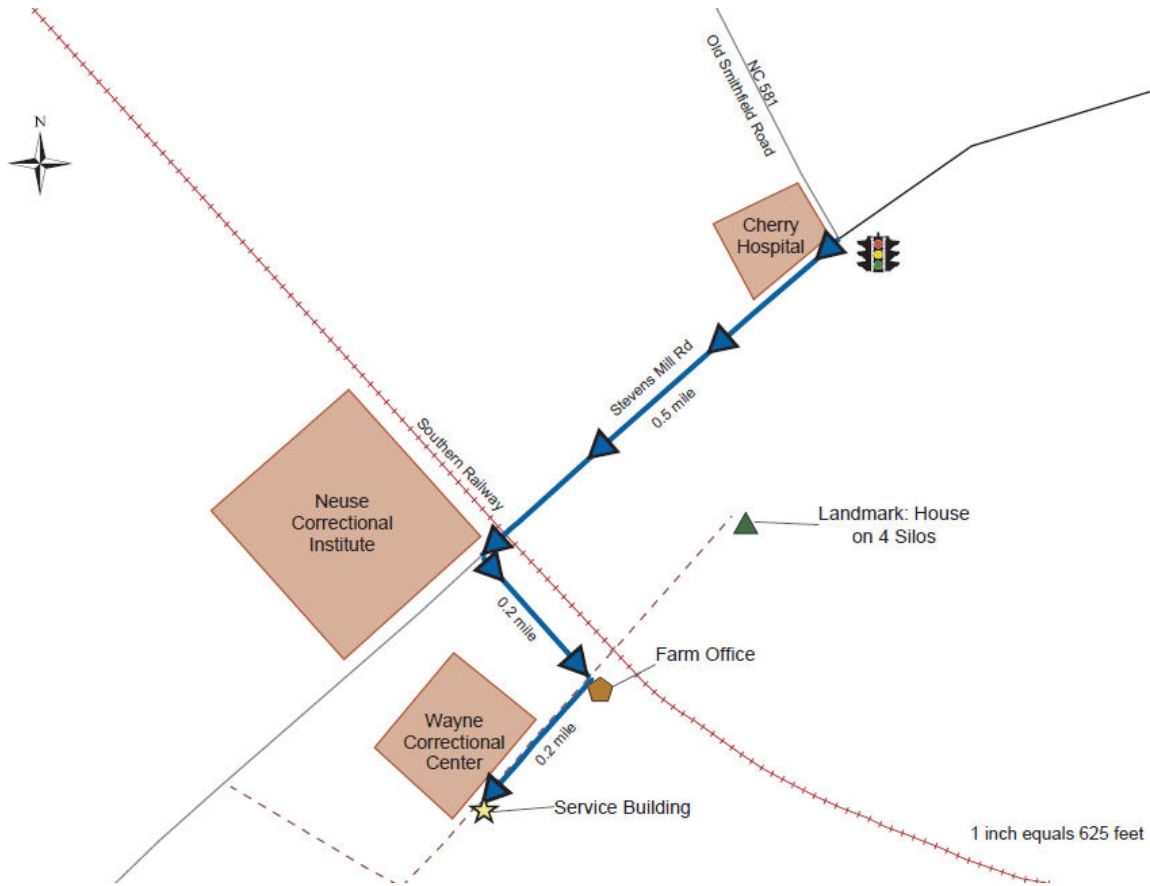 N
NC 581
Old Smithfield Road
Cherry
Hospital
Stevens Mill Rd
0.5 mile
Southern Railway
Neuse
Correctional
Institute
Landmark: House
on 4 Silos
0.2 mile
Farm Office
Wayne
Correctional
Center
0.2 mile
Service Building
1 inch equals 625 feet